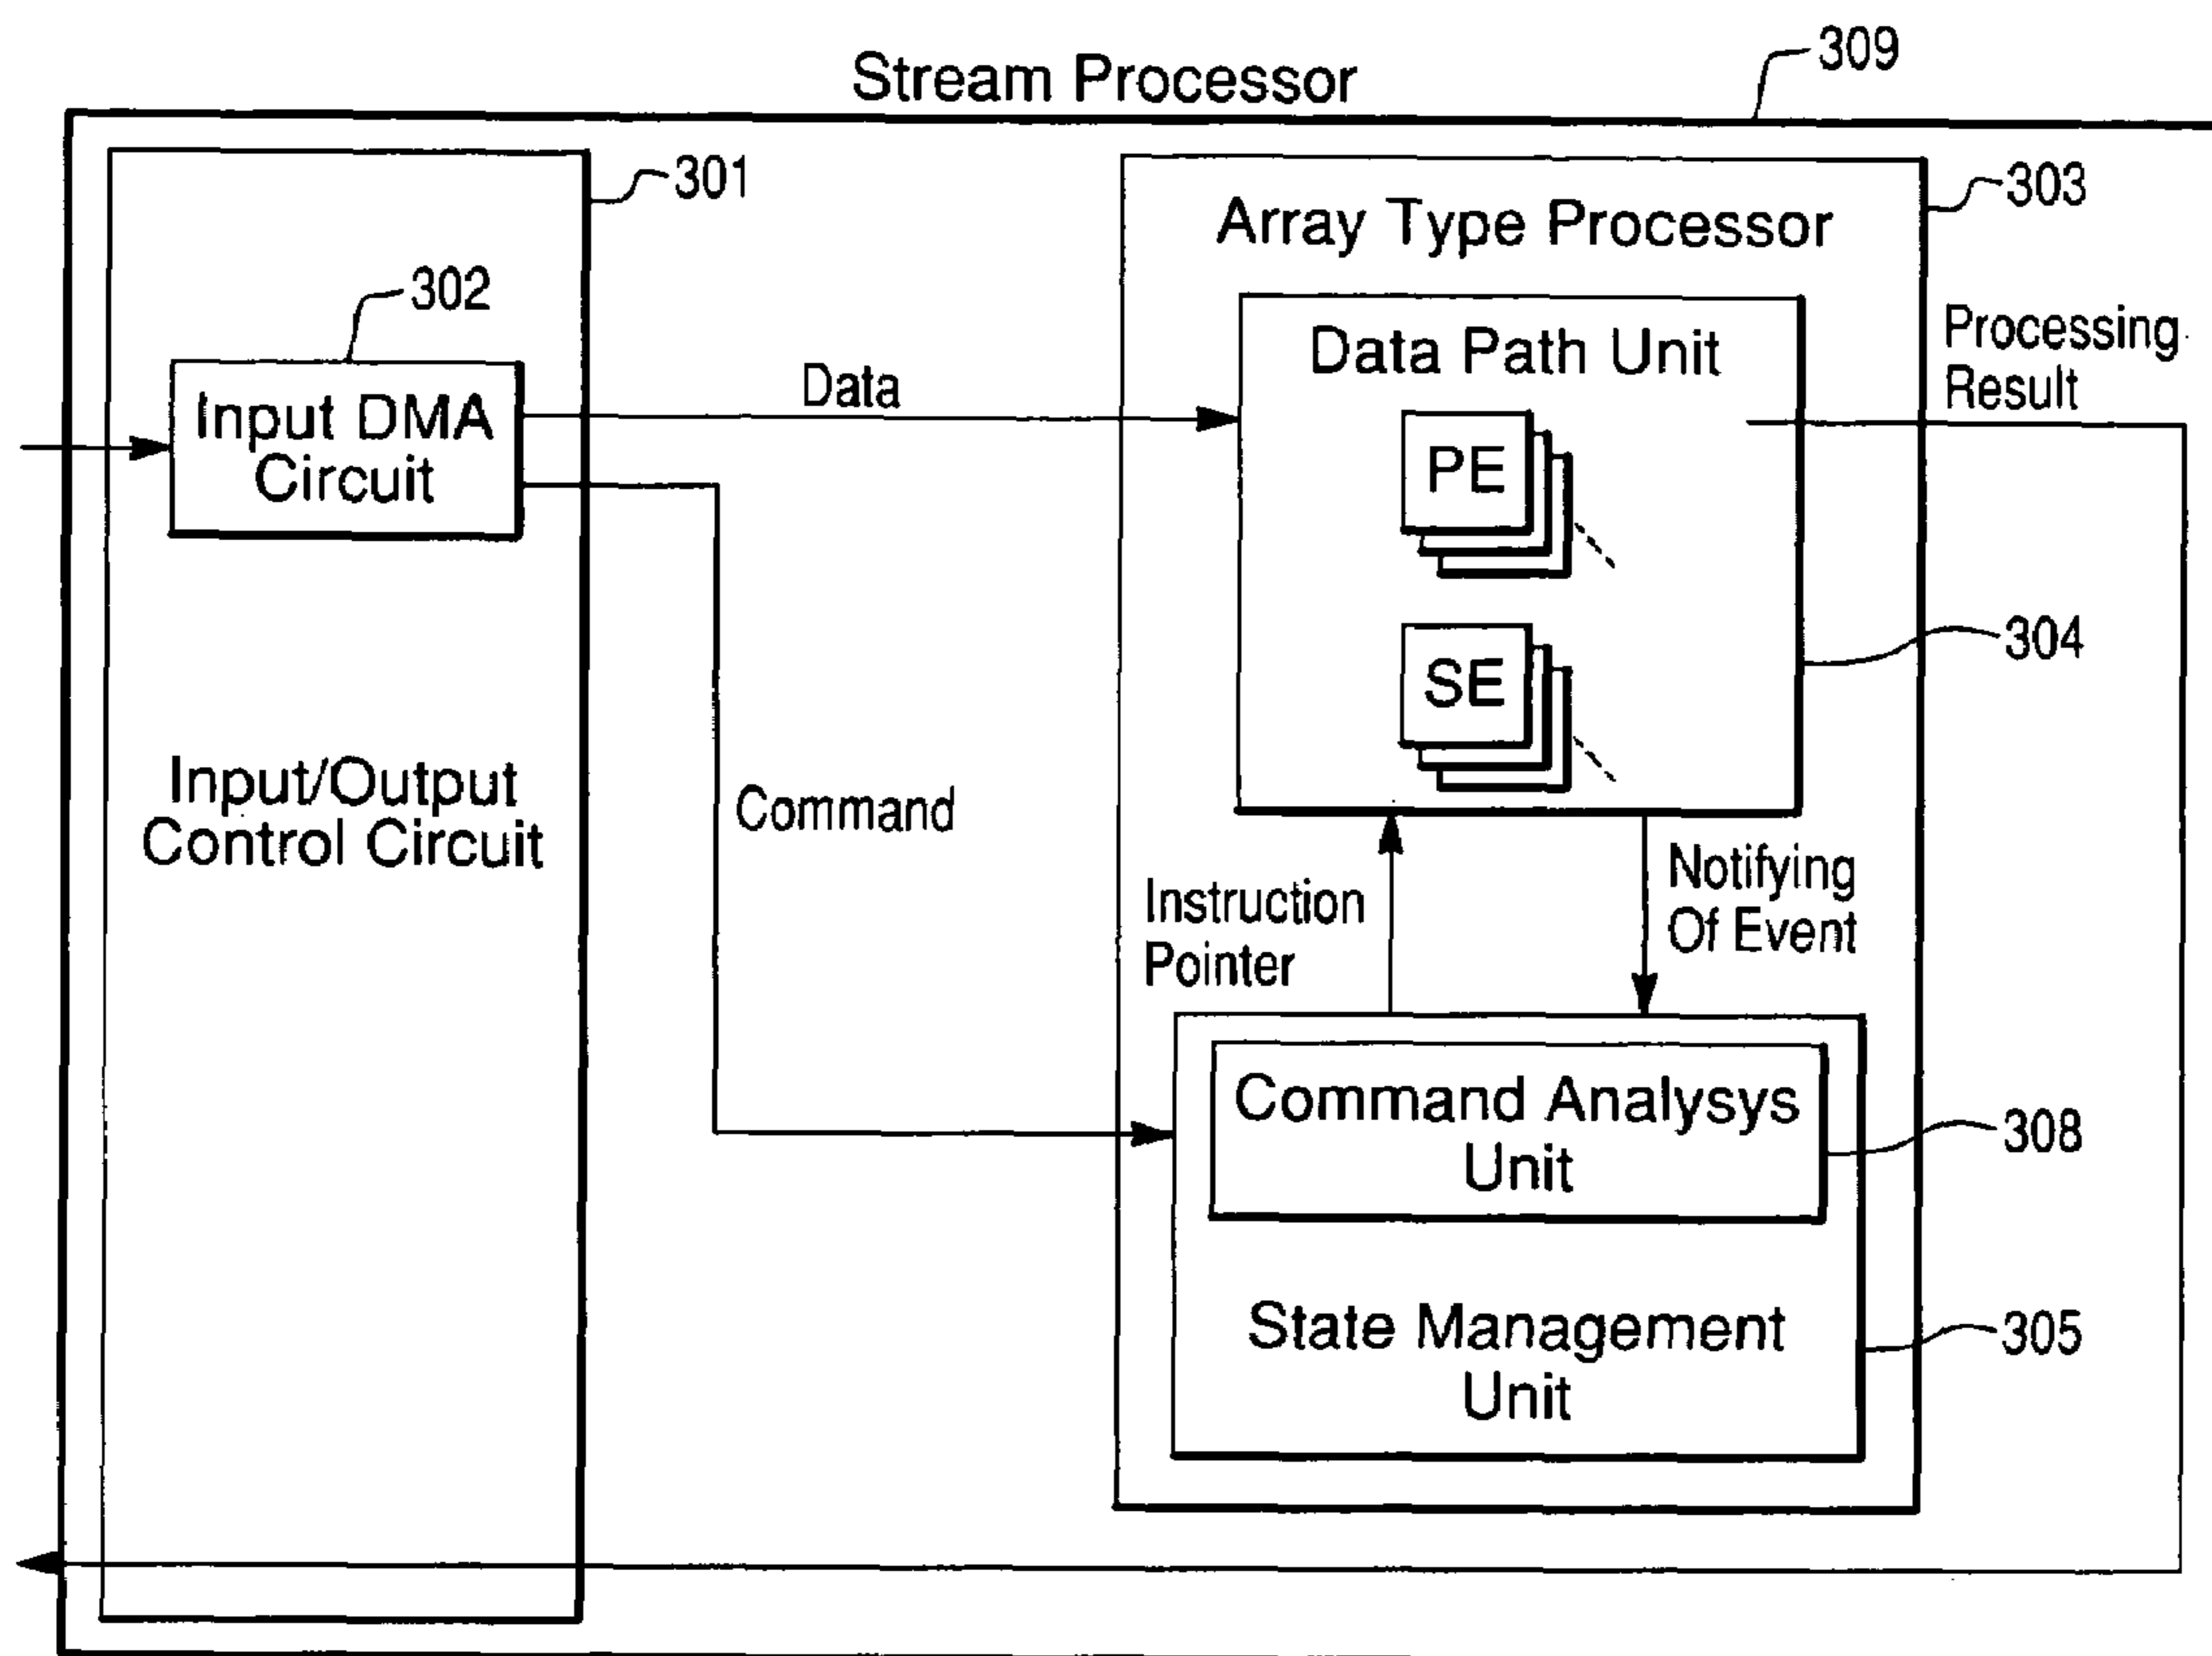 Stream Processor
309
301
303
Array Type Processor
302
Data Path Unit
Processing
Result
Data
Input DMA
Circuit
PE
304
SE
Input/Output
Control Circuit
Command
Notifying
Of Event
Instruction
Pointer
Command Analysys
Unit
308
State Management
Unit
305